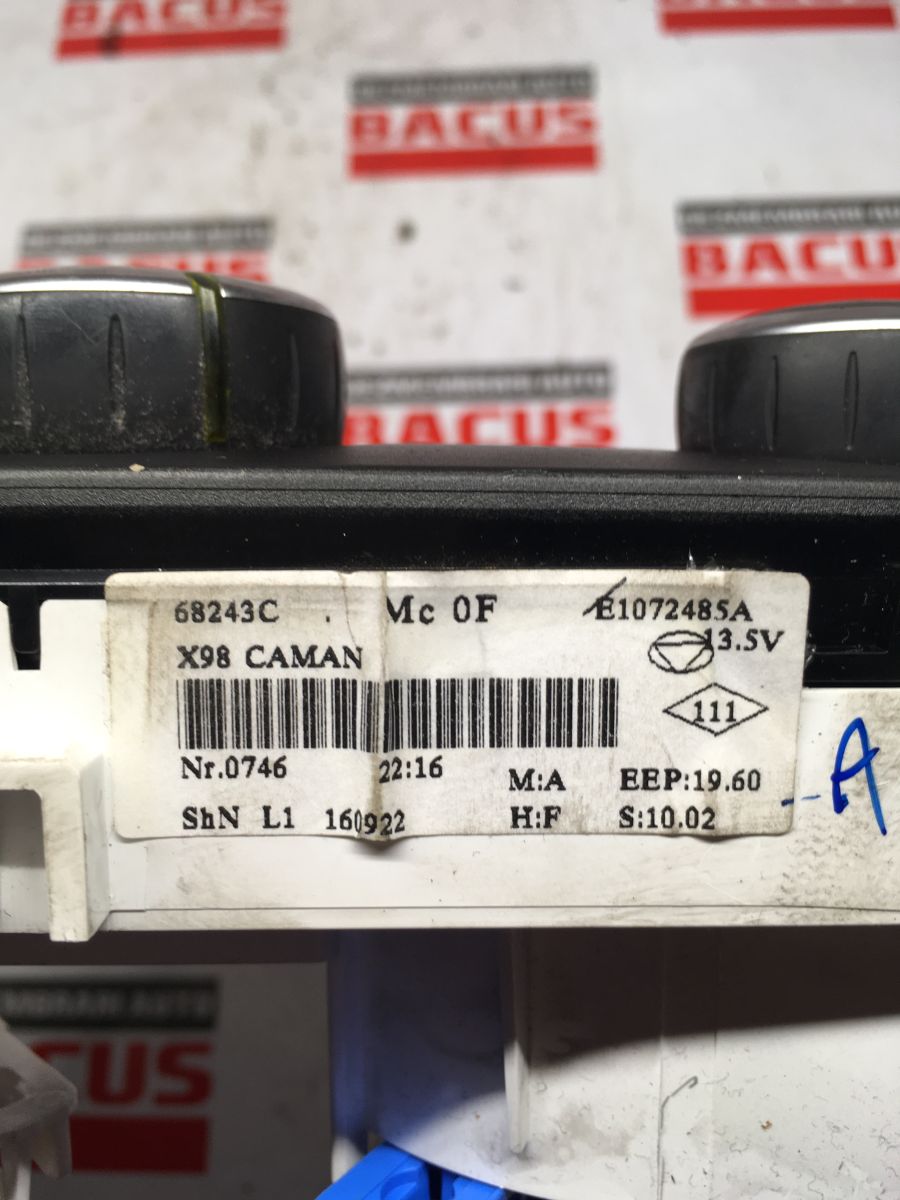 BACUS
BACUS
BACUS
BACUS
BACUS
68243C . Mc 0F E1072485A
X98 CAMAN 13.5V
111
Nr.0746 22:16 M:A EEP:19.60
ShN L1 160922 H:F S:10.02
A